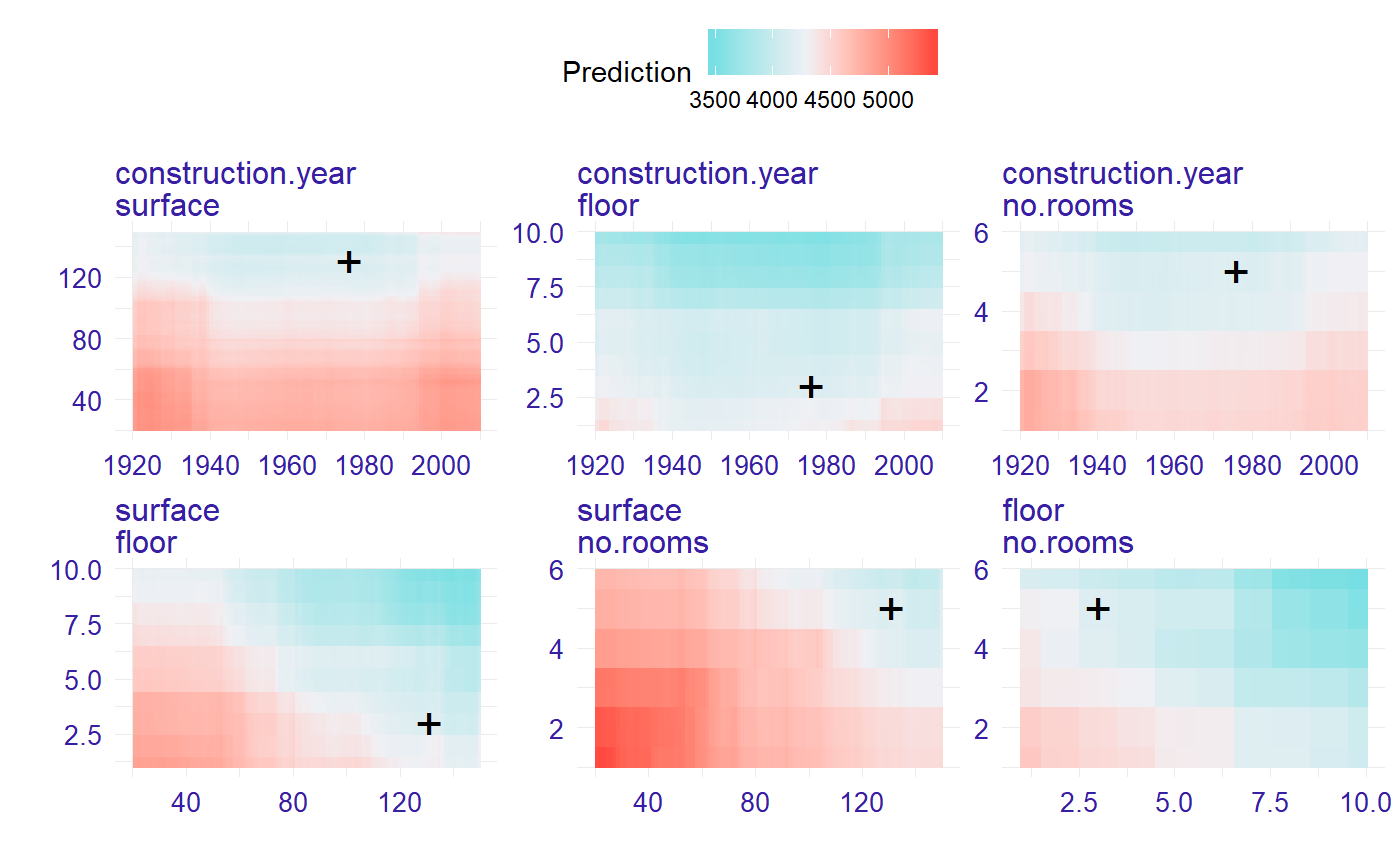 Prediction
3500 4000 4500 5000
construction.year
surface
construction.year
floor
construction.year
no.rooms
120
80
40
1920 1940 1960 1980 2000
10.0
7.5
5.0
2.5
1920 1940 1960 1980 2000
6
4
2
1920 1940 1960 1980 2000
surface
floor
surface
no.rooms
floor
no.rooms
10.0
7.5
5.0
2.5
40 80 120
6
4
2
40 80 120
6
4
2
2.5 5.0 7.5 10.0